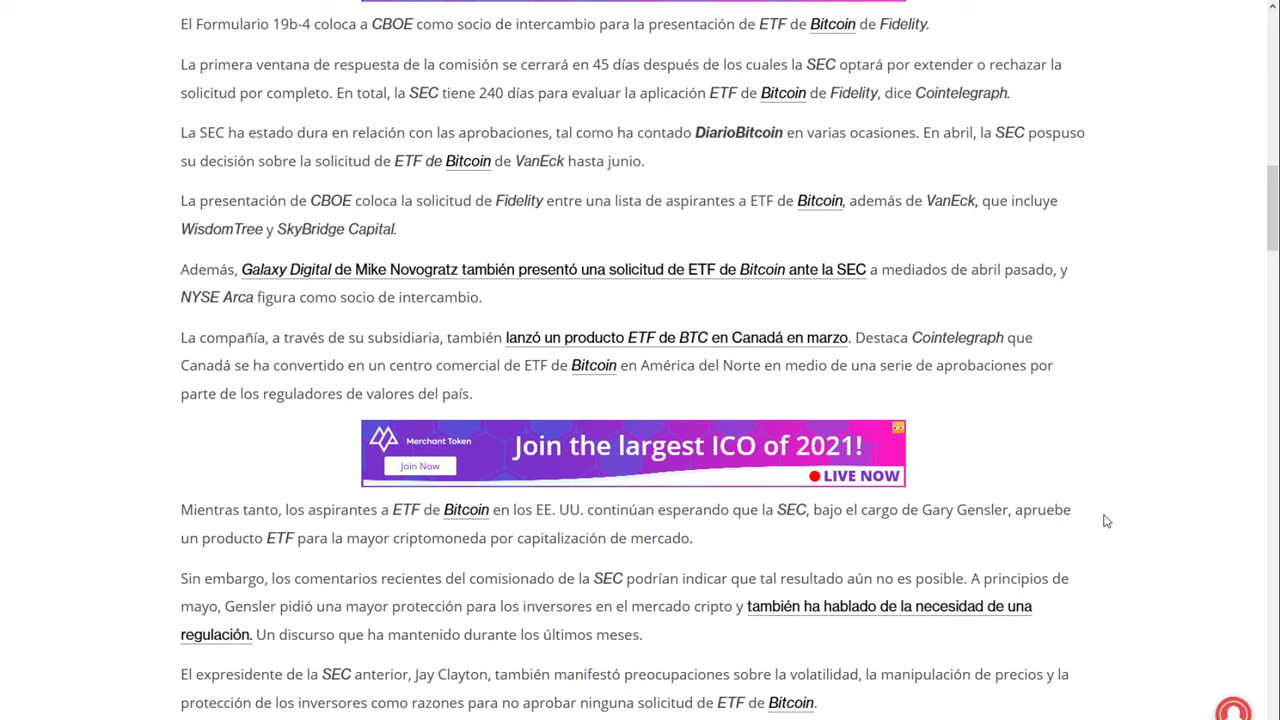 El Formulario 19b-4 coloca a CBOE como socio de intercambio para la presentación de ETF de Bitcoin de Fidelity.
La primera ventana de respuesta de la comisión se cerrará en 45 días después de los cuales la SEC optará por extender o rechazar la
solicitud por completo. En total, la SEC tiene 240 días para evaluar la aplicación ETF de Bitcoin de Fidelity, dice Cointelegraph.
La SEC ha estado dura en relación con las aprobaciones, tal como ha contado DiarioBitcoin en varias ocasiones. En abril, la SEC pospuso
su decisión sobre la solicitud de ETF de Bitcoin de VanEck hasta junio.
La presentación de CBOE coloca la solicitud de Fidelity entre una lista de aspirantes a ETF de Bitcoin, además de VanEck, que incluye
WisdomTree y SkyBridge Capital.
Además, Galaxy Digital de Mike Novogratz también presentó una solicitud de ETF de Bitcoin ante la SEC a mediados de abril pasado, y
NYSE Arca figura como socio de intercambio.
La compañía, a través de su subsidiaria, también lanzó un producto ETF de BTC en Canadá en marzo. Destaca Cointelegraph que
Canadá se ha convertido en un centro comercial de ETF de Bitcoin en América del Norte en medio de una serie de aprobaciones por
parte de los reguladores de valores del país.
Merchant Token
Join Now
Join the largest ICO of 2021!
LIVE NOW
Mientras tanto, los aspirantes a ETF de Bitcoin en los EE. UU. continúan esperando que la SEC, bajo el cargo de Gary Gensler, apruebe
un producto ETF para la mayor criptomoneda por capitalización de mercado.
Sin embargo, los comentarios recientes del comisionado de la SEC podrían indicar que tal resultado aún no es posible. A principios de
mayo, Gensler pidió una mayor protección para los inversores en el mercado cripto y también ha hablado de la necesidad de una
regulación. Un discurso que ha mantenido durante los últimos meses.
El expresidente de la SEC anterior, Jay Clayton, también manifestó preocupaciones sobre la volatilidad, la manipulación de precios y la
protección de los inversores como razones para no aprobar ninguna solicitud de ETF de Bitcoin.